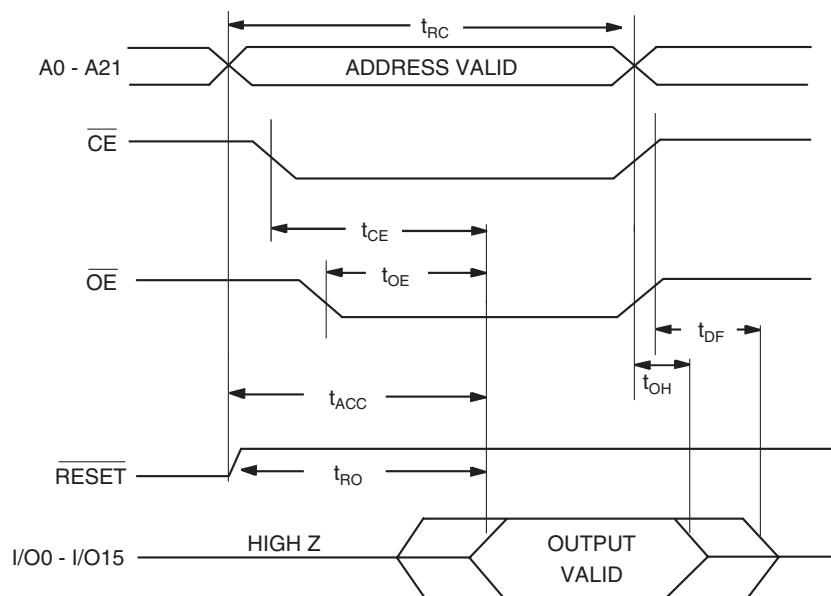 tRC
A0 - A21
ADDRESS VALID
CE
tCE
OE
tOE
tDF
tOH
tACC
RESET
tRO
I/O0 - I/O15
HIGH Z
OUTPUT
VALID